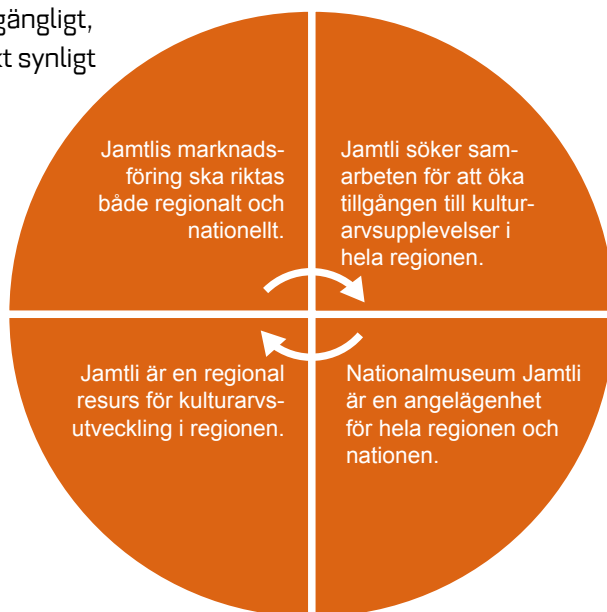 gängligt,
kt synligt
Jamtlis marknads-
föring ska riktas
både regionalt och
nationellt.
Jamtli söker sam-
arbeten för att öka
tillgången till kultur-
arvsupplevelser i
hela regionen.
Jamtli är en regional
resurs för kulturarvs-
utveckling i regionen.
Nationalmuseum Jamtli
är en angelägenhet
för hela regionen och
nationen.